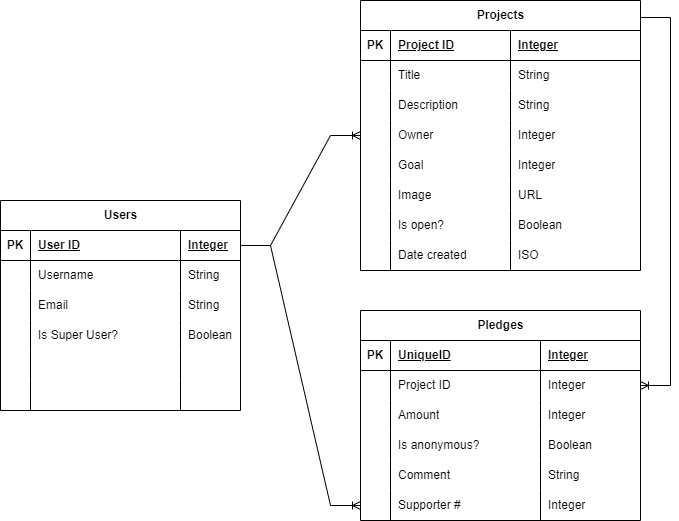 Projects
PK Project ID Integer
Title String
Description String
Owner Integer
Goal Integer
Image URL
Is open? Boolean
Date created ISO
Users
PK User ID Integer
Username String
Email String
Is Super User? Boolean
Pledges
PK UniqueID Integer
Project ID Integer
Amount Integer
Is anonymous? Boolean
Comment String
Supporter # Integer